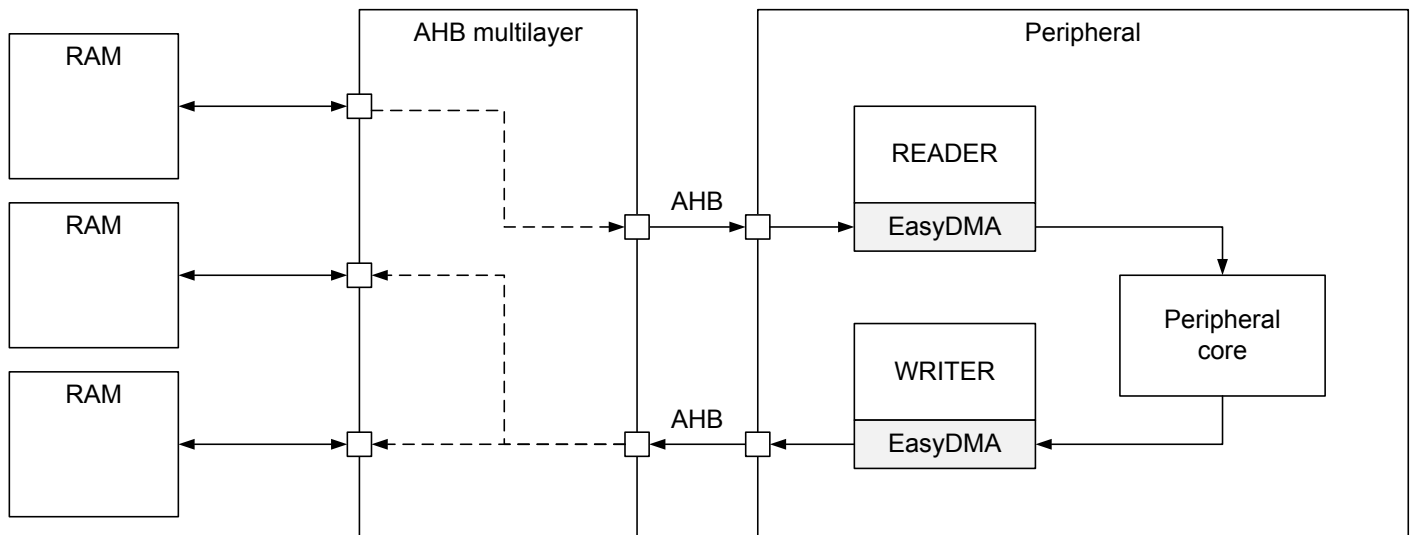 RAM
RAM
RAM
AHB multilayer
AHB
AHB
Peripheral
READER
EasyDMA
WRITER
EasyDMA
Peripheral
core